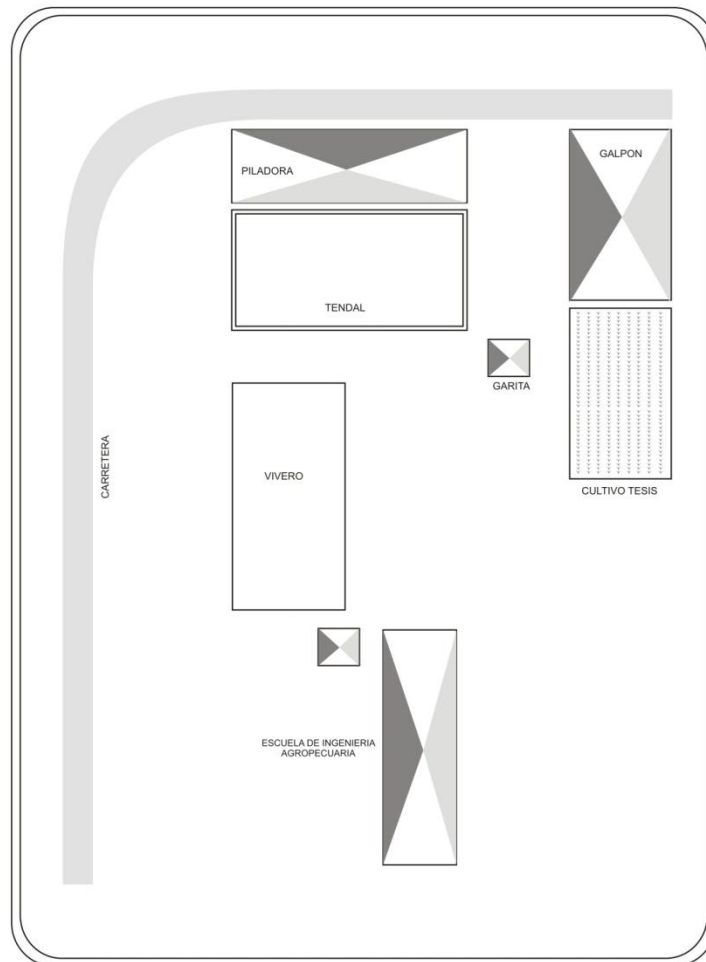 GALPON
PILADORA
TENDAL
GARITA
CARRETERA
VIVERO
CULTIVO TESIS
ESCUELA DE INGENIERIA
AGROPECUARIA